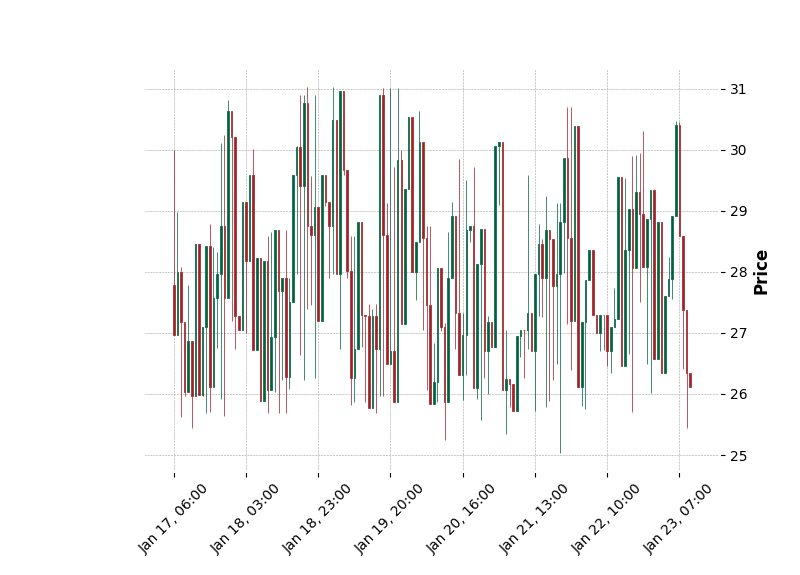 31
30
29
28
27
26
25
Price
Jan 17, 06:00
Jan 18, 03:00
Jan 18, 23:00
Jan 19, 20:00
Jan 20, 16:00
Jan 21, 13:00
Jan 22, 10:00
Jan 23, 07:00